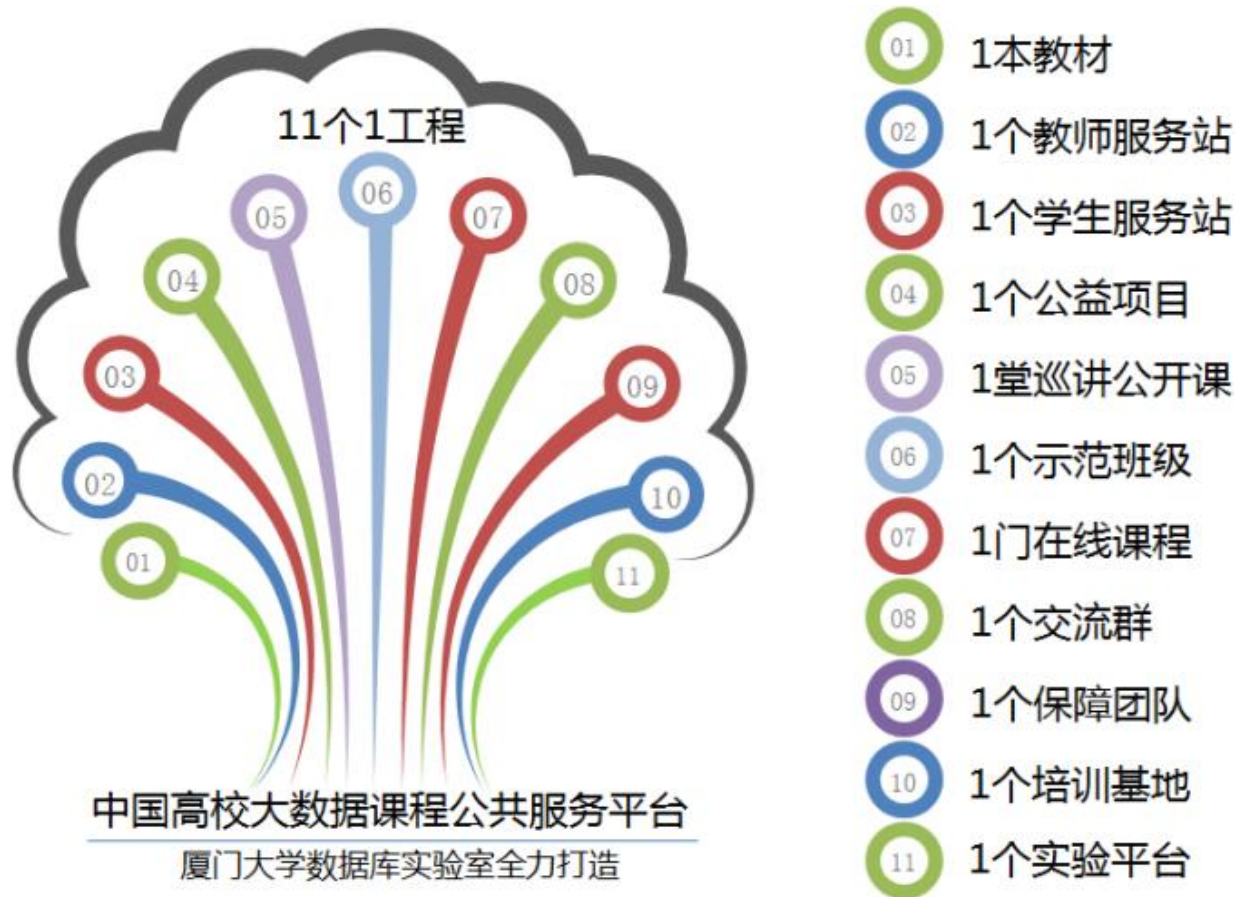 11个1工程
06
05
07
04
08
03
09
02
10
01
11
中国高校大数据课程公共服务平台
厦门大学数据库实验室全力打造
01 1本教材
02 1个教师服务站
03 1个学生服务站
04 1个公益项目
05 1堂巡讲公开课
06 1个示范班级
07 1门在线课程
08 1个交流群
09 1个保障团队
10 1个培训基地
11 1个实验平台